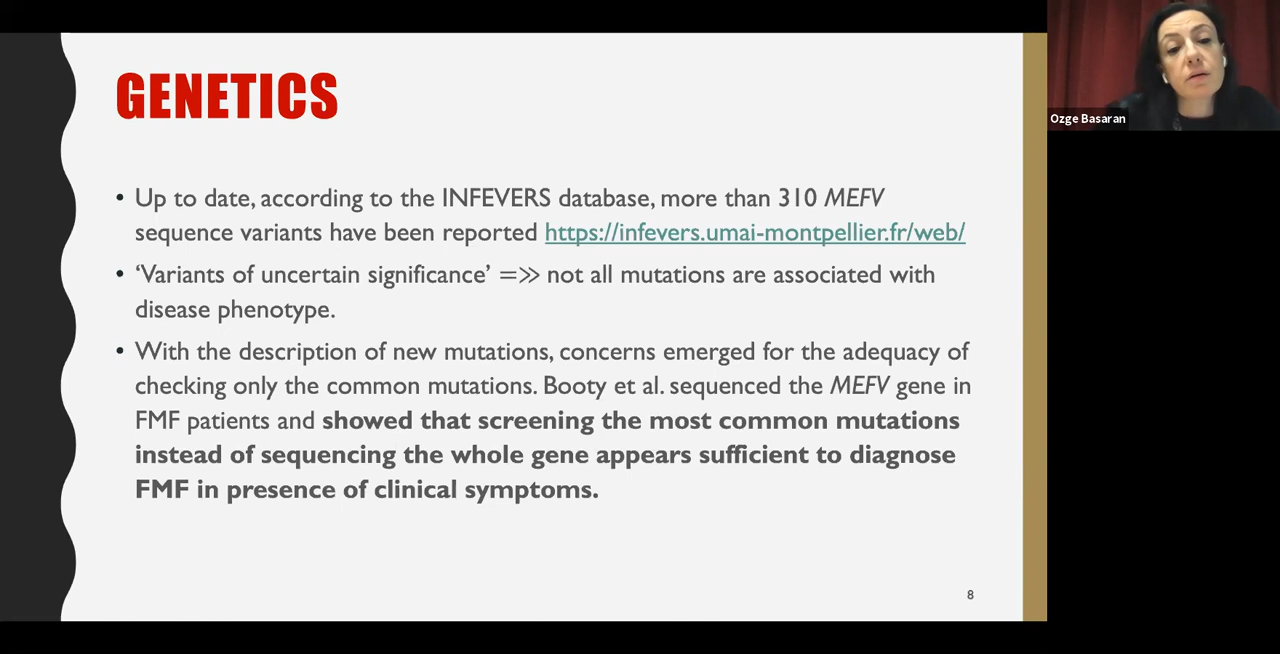 GENETICS
• Up to date, according to the INFEVERS database, more than 310 MEFV
sequence variants have been reported https://infevers.umai-montpellier.fr/web/
• ‘Variants of uncertain significance’ =>> not all mutations are associated with
disease phenotype.
• With the description of new mutations, concerns emerged for the adequacy of
checking only the common mutations. Booty et al. sequenced the MEFV gene in
FMF patients and showed that screening the most common mutations
instead of sequencing the whole gene appears sufficient to diagnose
FMF in presence of clinical symptoms.
8
Ozge Basaran